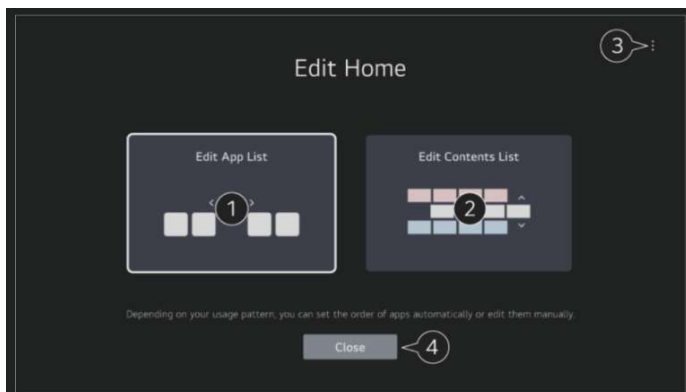 3
Edit Home
Edit App List
Edit Contents List
1
2
Depending on your usage pattern, you can set the order of apps automatically or edit them manually.
Close
4